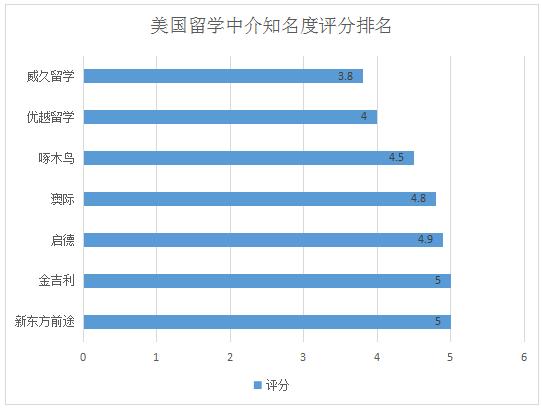 美国留学中介知名度评分排名
威久留学 3.8
优越留学 4
啄木鸟 4.5
澳际 4.8
启德 4.9
金吉利 5
新东方前途 5
0 1 2 3 4 5 6
评分